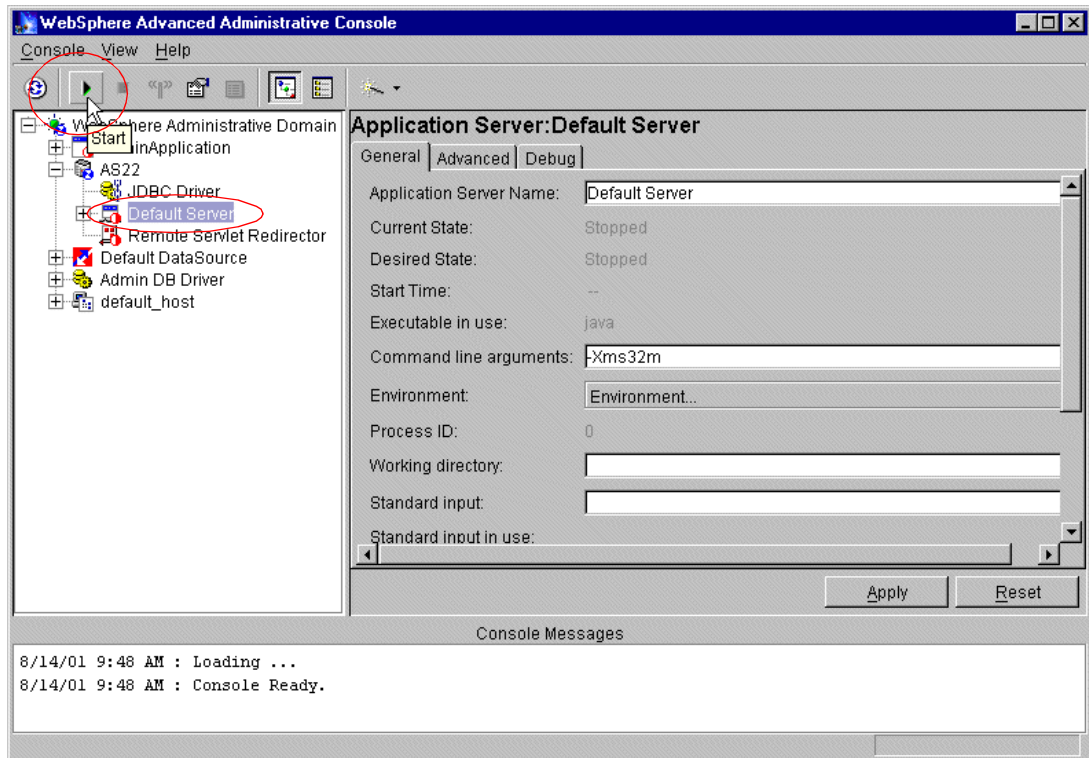 WebSphere Advanced Administrative Console
Console View Help
Start
WebSphere Administrative Domain
inApplication
AS22
JDBC Driver
Default Server
Remote Servlet Redirector
Default DataSource
Admin DB Driver
default_host
Application Server:Default Server
General Advanced Debug
Application Server Name: Default Server
Current State: Stopped
Desired State: Stopped
Start Time: --
Executable in use: java
Command line arguments: -Xms32m
Environment: Environment...
Process ID: 0
Working directory:
Standard input:
Standard input in use:
Apply Reset
Console Messages
8/14/01 9:48 AM : Loading ...
8/14/01 9:48 AM : Console Ready.